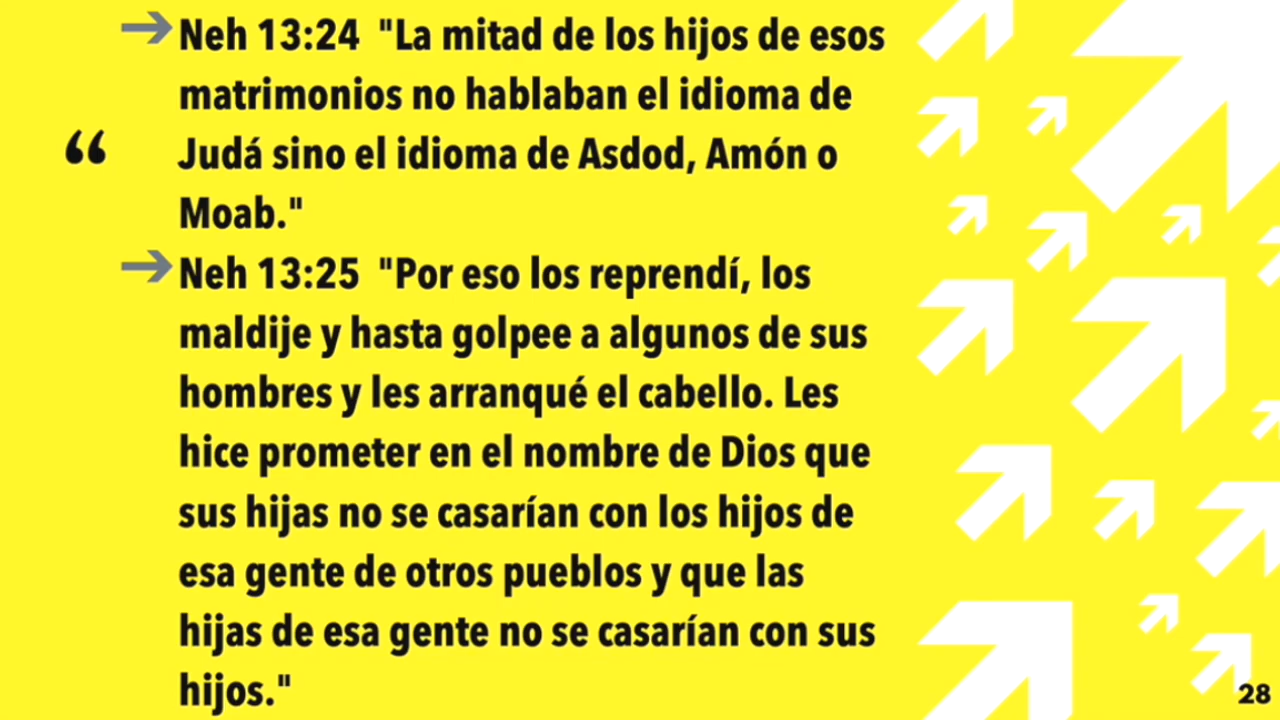 ➔Neh 13:24 "La mitad de los hijos de esos
matrimonios no hablaban el idioma de
“
Judá sino el idioma de Asdod, Amón o
Moab."
➔Neh 13:25 "Por eso los reprendí, los
maldije y hasta golpee a algunos de sus
hombres y les arranqué el cabello. Les
hice prometer en el nombre de Dios que
sus hijas no se casarían con los hijos de
esa gente de otros pueblos y que las
hijas de esa gente no se casarían con sus
hijos."
28